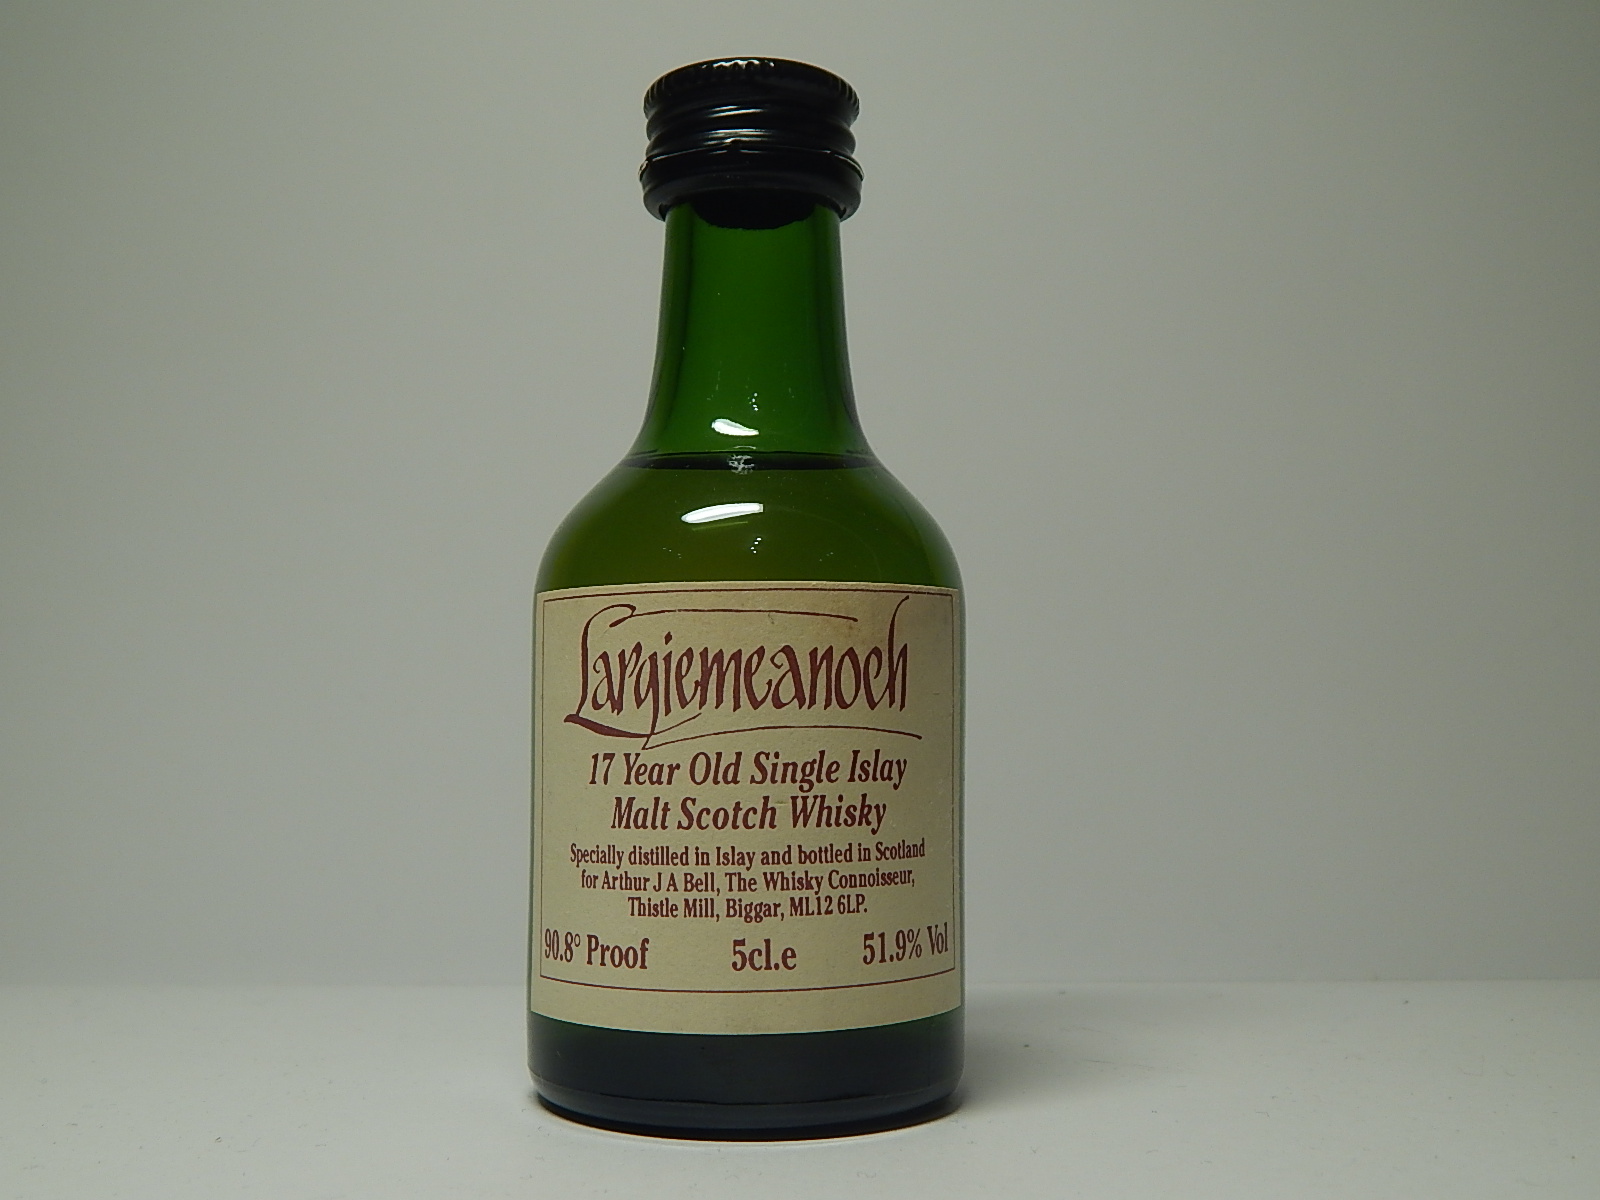 Largiemeanoch
17 Year Old Single Islay
Malt Scotch Whisky
Specially distilled in Islay and bottled in Scotland
for Arthur J A Bell, The Whisky Connoisseur,
Thistle Mill, Biggar, ML12 6LP.
90.8° Proof 5cl.e 51.9% Vol